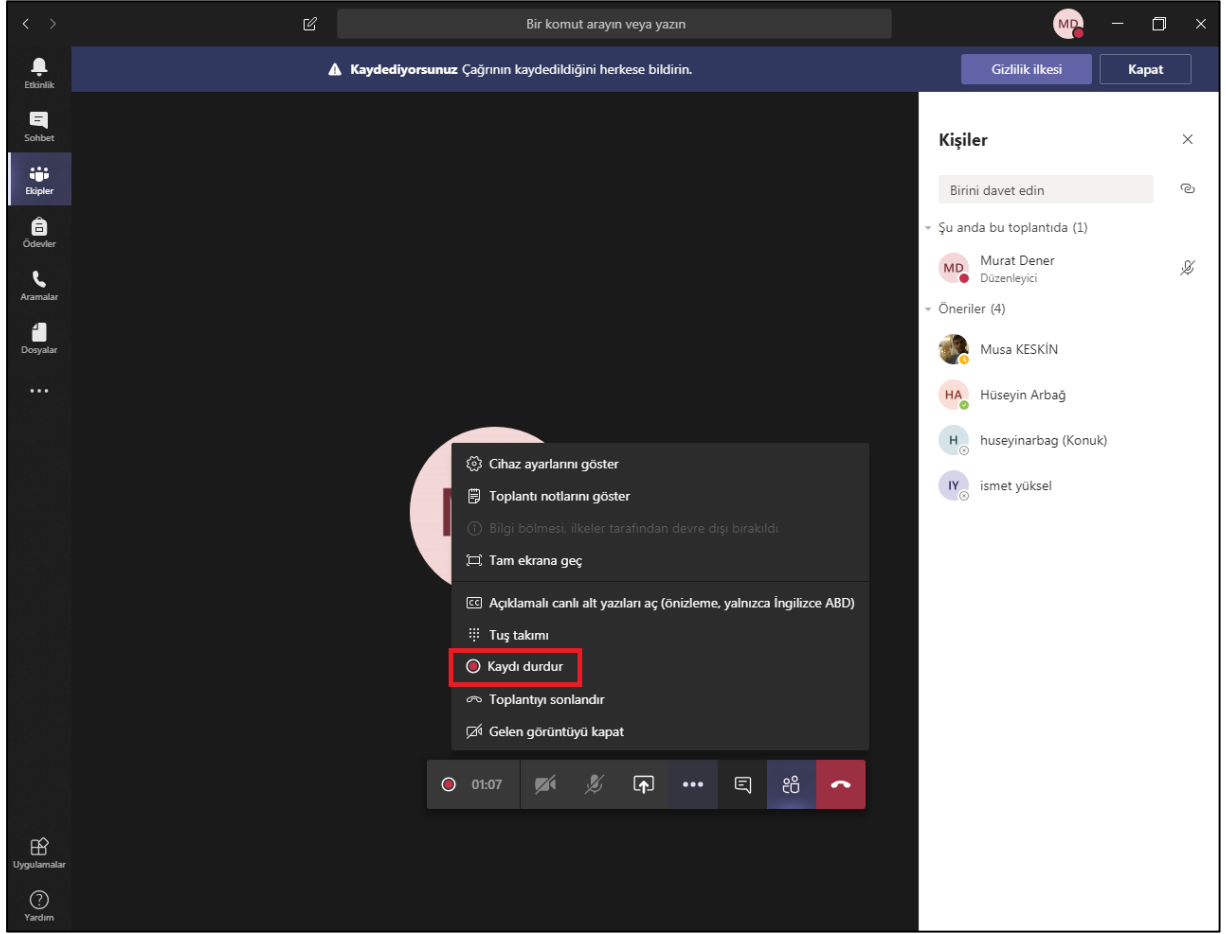 Bir komut arayın veya yazın
MD
Etkinlik
Sohbet
Ekipler
Ödevler
Aramalar
Dosyalar
Uygulamalar
Yardım
Kaydediyorsunuz Çağrının kaydedildiğini herkese bildirin.
Gizlilik ilkesi
Kapat
Cihaz ayarlarını göster
Toplantı notlarını göster
Bilgi bölmesi, ilkeler tarafından devre dışı bırakıldı
Tam ekrana geç
CC Açıklamalı canlı alt yazıları aç (önizleme, yalnızca İngilizce ABD)
Tuş takımı
Kaydı durdur
Toplantıyı sonlandır
Gelen görüntüyü kapat
01:07
Kişiler
Birini davet edin
Şu anda bu toplantıda (1)
MD Murat Dener
Düzenleyici
Öneriler (4)
Musa KESKİN
HA Hüseyin Arbağ
H huseyinarbag (Konuk)
IY ismet yüksel